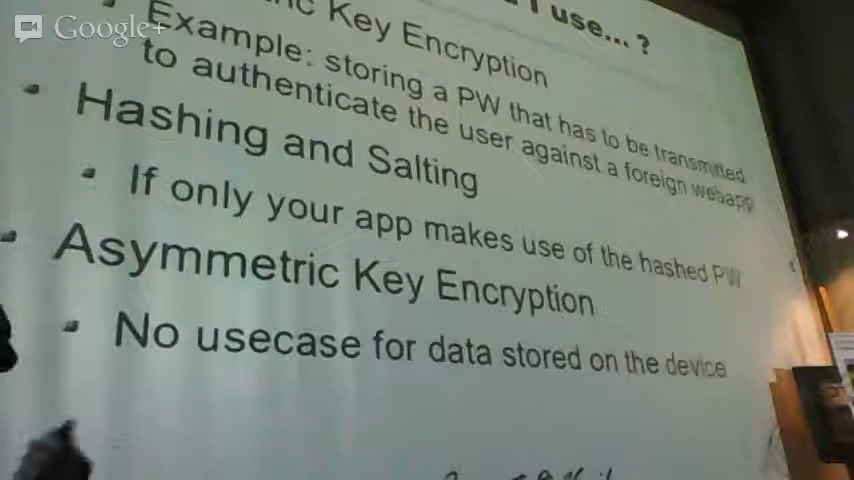 Google+
I use... ?
Key Encryption
Example: storing a PW that has to be transmitted
to authenticate the user against a foreign webapp
Hashing and Salting
If only your app makes use of the hashed PW
Asymmetric Key Encryption
No usecase for data stored on the device